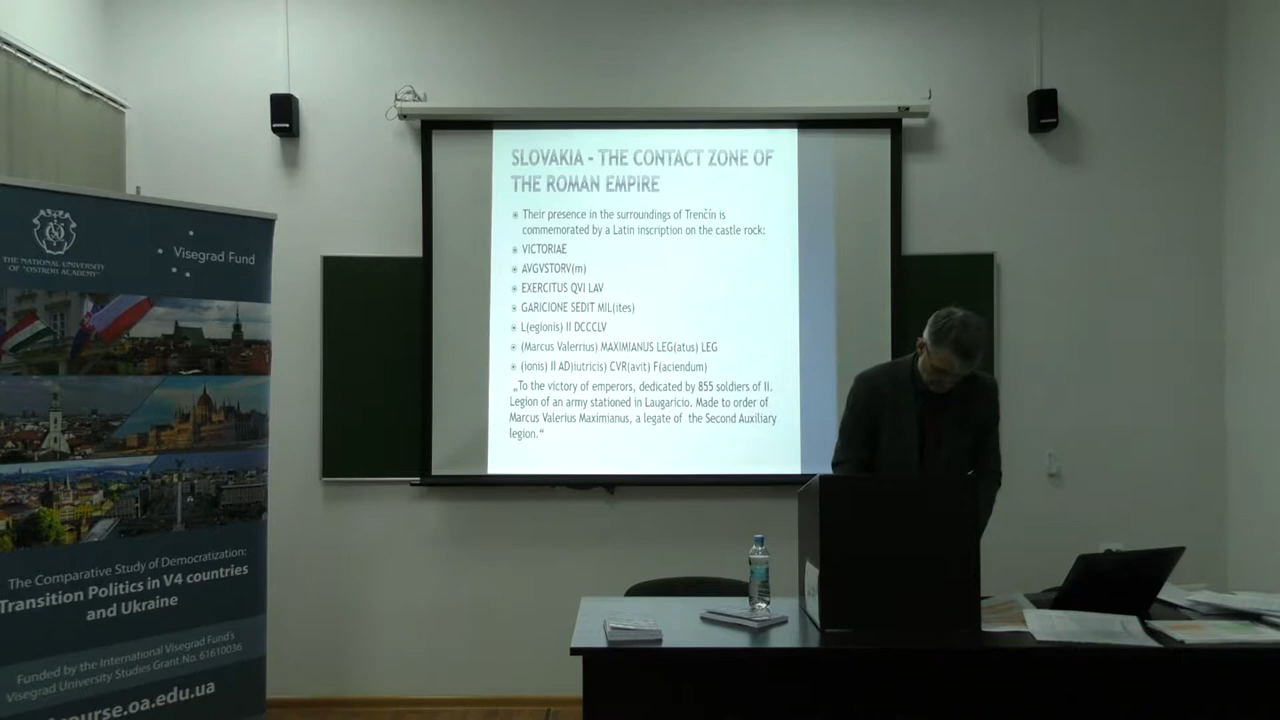 SLOVAKIA - THE CONTACT ZONE OF
THE ROMAN EMPIRE
Their presence in the surroundings of Trenčín is
commemorated by a Latin inscription on the castle rock:
VICTORIAE
AVGVSTORV(m)
EXERCITUS QVI LAV
GARICIONE SEDIT MIL(ites)
L(egionis) II DCCCLV
(Marcus Valerrius) MAXIMIANUS LEG(atus) LEG
(ionis) II AD)iutricis) CVR(avit) F(aciendum)
„To the victory of emperors, dedicated by 855 soldiers of II.
Legion of an army stationed in Laugaricio. Made to order of
Marcus Valerius Maximianus, a legate of the Second Auxiliary
legion.“
THE NATIONAL UNIVERSITY
OF "OSTROH ACADEMY"
Visegrad Fund
The Comparative Study of Democratization:
Transition Politics in V4 countries
and Ukraine
Funded by the International Visegrad Fund's
Visegrad University Studies Grant No. 61610036
ourse.oa.edu.ua